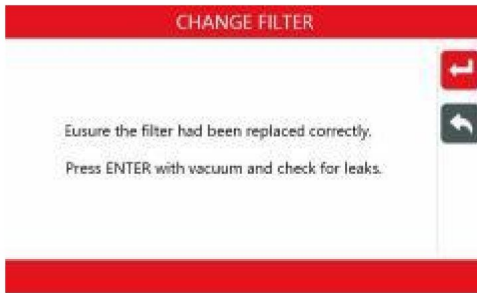 CHANGE FILTER
Eusure the filter had been replaced correctly.
Press ENTER with vacuum and check for leaks.